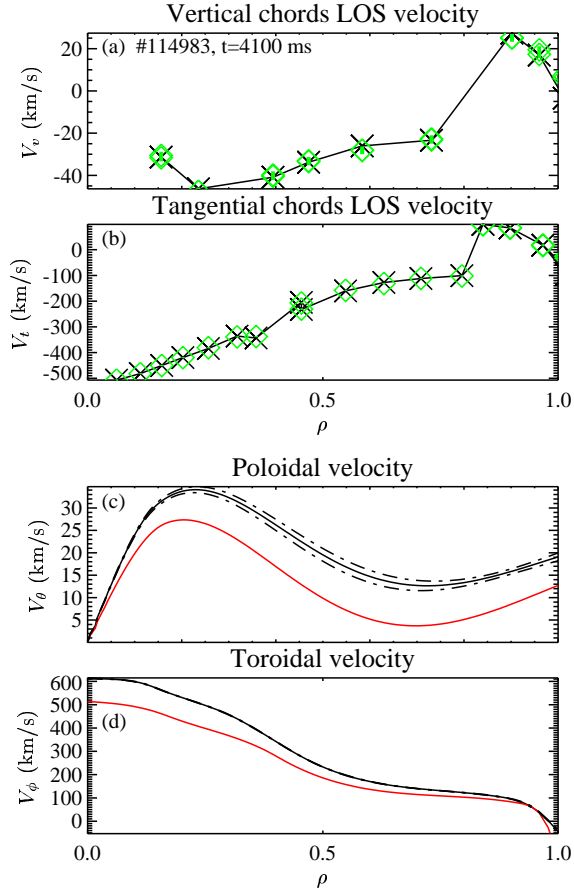 Vertical chords LOS velocity
(a) #114983, t=4100 ms
V_v (km/s)
20
0
-20
-40
Tangential chords LOS velocity
(b)
V_t (km/s)
0
-100
-200
-300
-400
-500
0.0 0.5 1.0
ρ
Poloidal velocity
(c)
V_θ (km/s)
30
25
20
15
10
5
Toroidal velocity
(d)
V_ϕ (km/s)
600
500
400
300
200
100
0
0.0 0.5 1.0
ρ